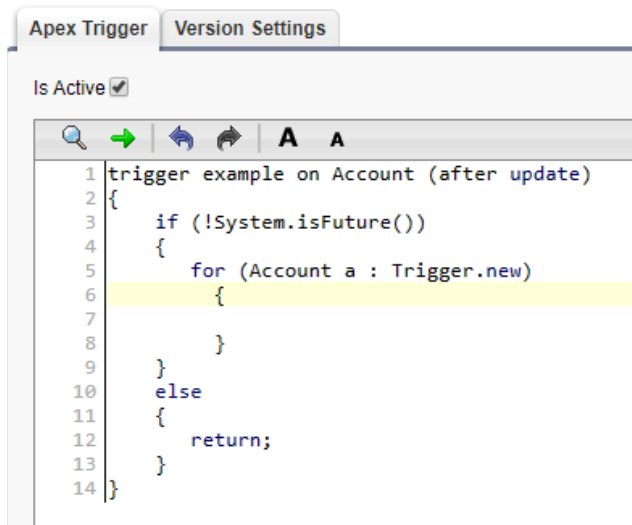 Apex Trigger Version Settings
Is Active
A A
1 trigger example on Account (after update)
2 {
3 if (!System.isFuture())
4 {
5 for (Account a : Trigger.new)
6 {
7
8 }
9 }
10 else
11 {
12 return;
13 }
14 }